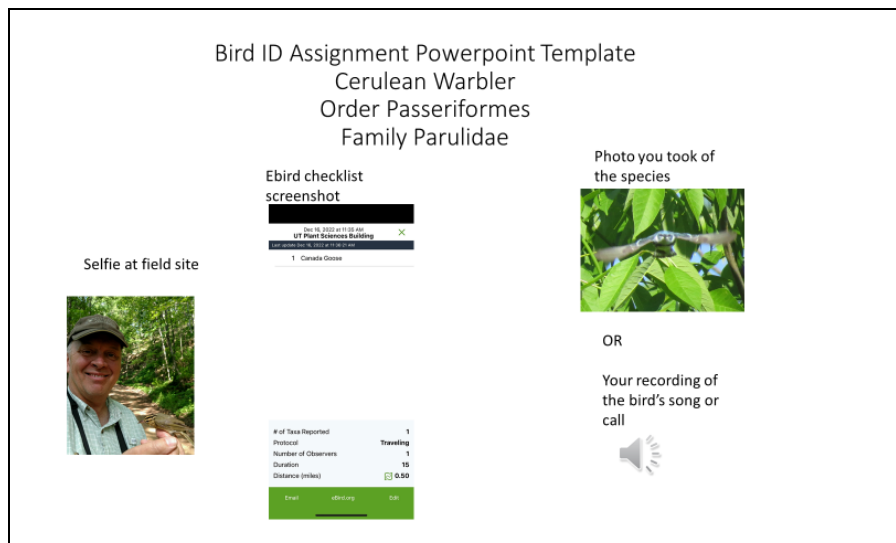 Bird ID Assignment Powerpoint Template
Cerulean Warbler
Order Passeriformes
Family Parulidae
Selfie at field site
Ebird checklist
screenshot
Dec 16, 2022 at 11:35 AM
UT Plant Sciences Building
Last update Dec 16, 2022 at 11:36:21 AM
1 Canada Goose
# of Taxa Reported 1
Protocol Traveling
Number of Observers 1
Duration 15
Distance (miles) 0.50
Email eBird.org Edit
Photo you took of
the species
OR
Your recording of
the bird's song or
call